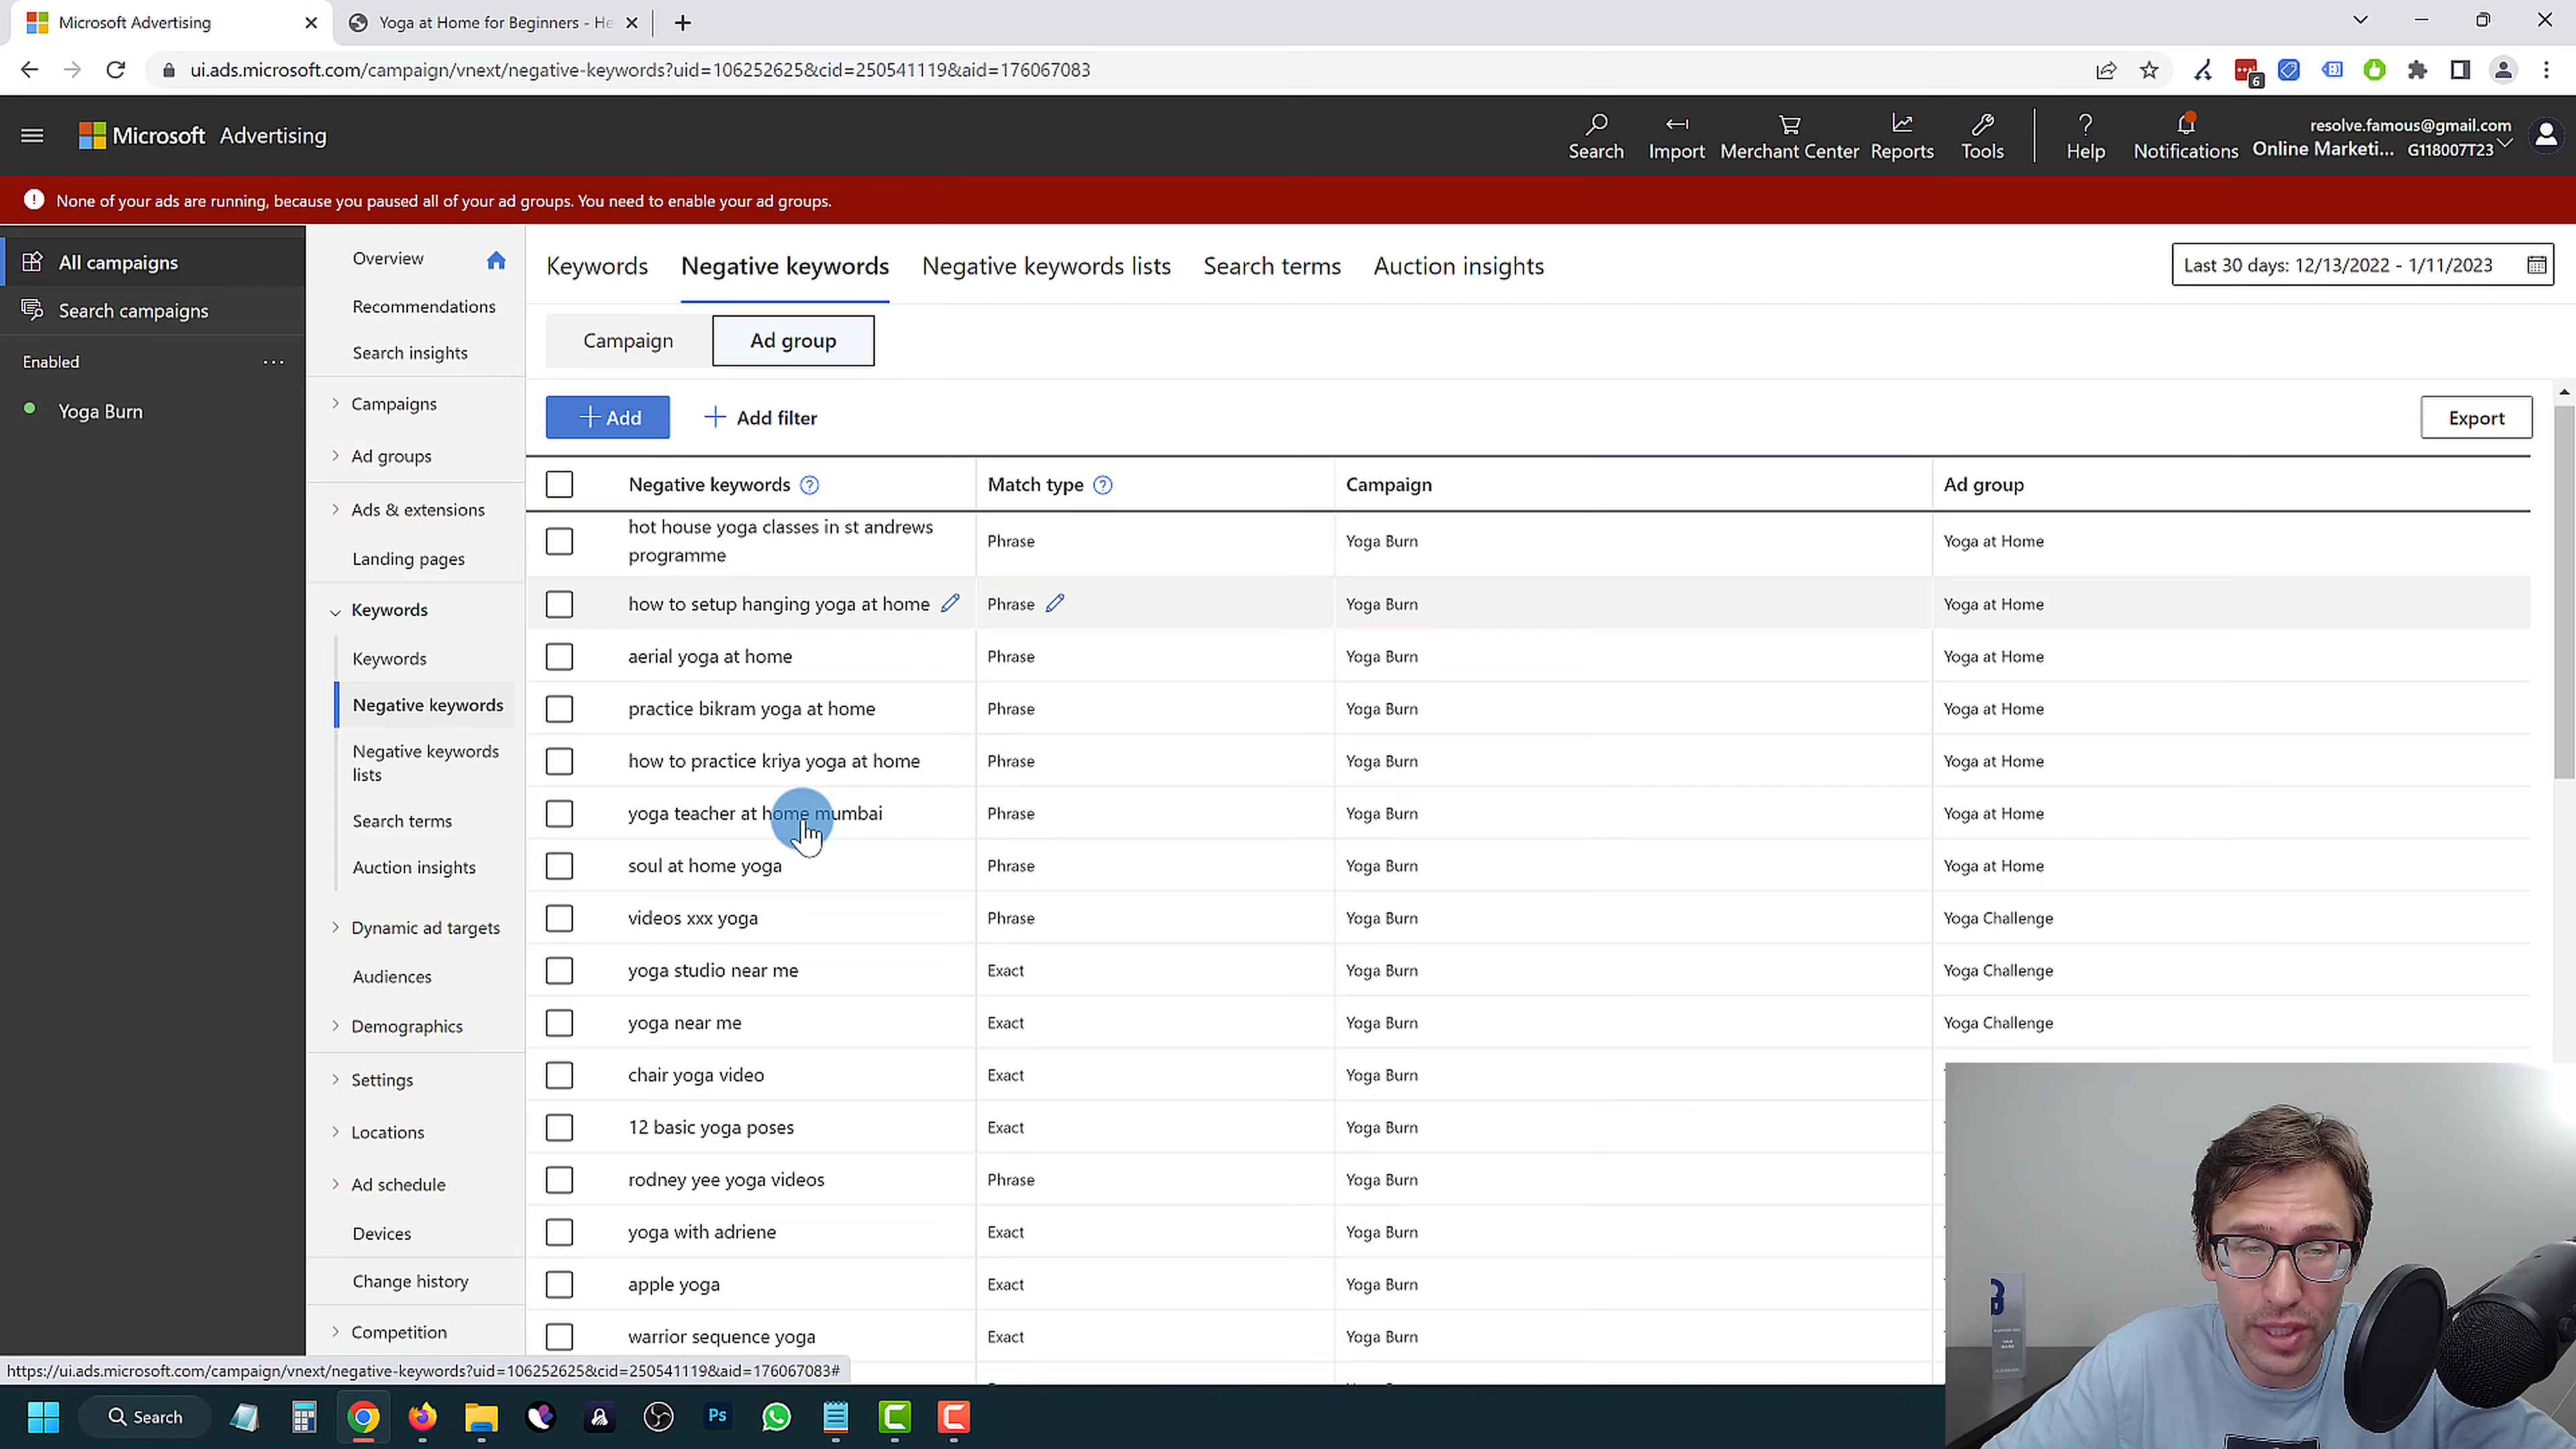 Microsoft Advertising
Yoga at Home for Beginners - He
ui.ads.microsoft.com/campaign/vnext/negative-keywords?uid=106252625&cid=250541119&aid=176067083
6
Microsoft Advertising
Search
Import
Merchant Center
Reports
Tools
Help
Notifications
resolve.famous@gmail.com
Online Marketi... G118007T23
None of your ads are running, because you paused all of your ad groups. You need to enable your ad groups.
All campaigns
Search campaigns
Enabled
Yoga Burn
Overview
Recommendations
Search insights
Campaigns
Ad groups
Ads & extensions
Landing pages
Keywords
Keywords
Negative keywords
Negative keywords
lists
Search terms
Auction insights
Dynamic ad targets
Audiences
Demographics
Settings
Locations
Ad schedule
Devices
Change history
Competition
Keywords Negative keywords Negative keywords lists Search terms Auction insights
Last 30 days: 12/13/2022 - 1/11/2023
Campaign Ad group
Add Add filter Export
Negative keywords Match type Campaign Ad group
hot house yoga classes in st andrews
programme Phrase Yoga Burn Yoga at Home
how to setup hanging yoga at home Phrase Yoga Burn Yoga at Home
aerial yoga at home Phrase Yoga Burn Yoga at Home
practice bikram yoga at home Phrase Yoga Burn Yoga at Home
how to practice kriya yoga at home Phrase Yoga Burn Yoga at Home
yoga teacher at home mumbai Phrase Yoga Burn Yoga at Home
soul at home yoga Phrase Yoga Burn Yoga at Home
videos xxx yoga Phrase Yoga Burn Yoga Challenge
yoga studio near me Exact Yoga Burn Yoga Challenge
yoga near me Exact Yoga Burn Yoga Challenge
chair yoga video Exact Yoga Burn
12 basic yoga poses Exact Yoga Burn
rodney yee yoga videos Phrase Yoga Burn
yoga with adriene Exact Yoga Burn
apple yoga Exact Yoga Burn
warrior sequence yoga Exact Yoga Burn
https://ui.ads.microsoft.com/campaign/vnext/negative-keywords?uid=106252625&cid=250541119&aid=176067083#
Search
Ps